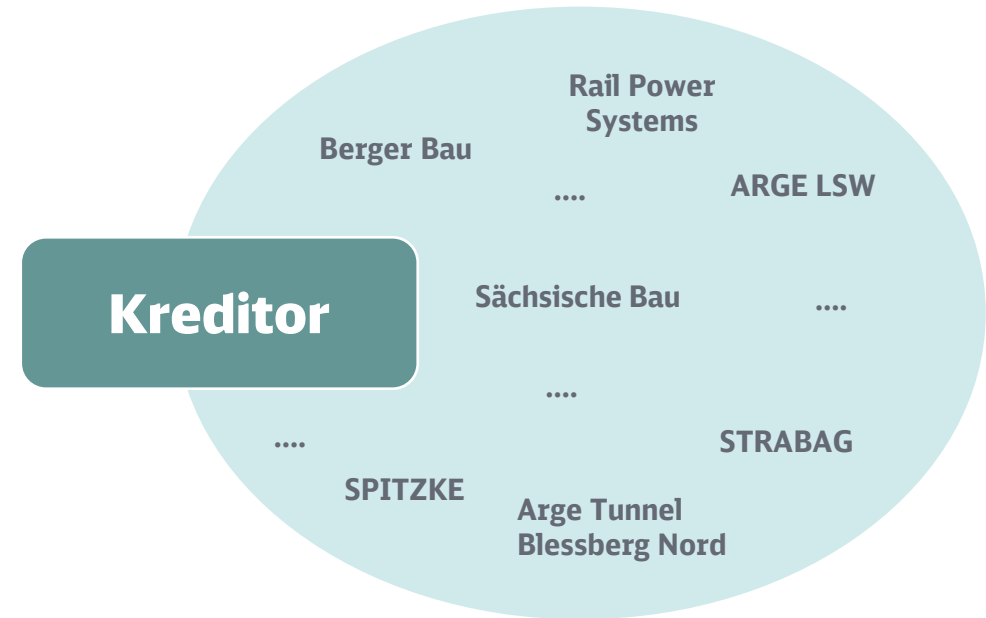 Rail Power
Systems
Berger Bau
ARGE LSW
....
Kreditor
Sächsische Bau
....
....
....
STRABAG
SPITZKE
Arge Tunnel
Blessberg Nord